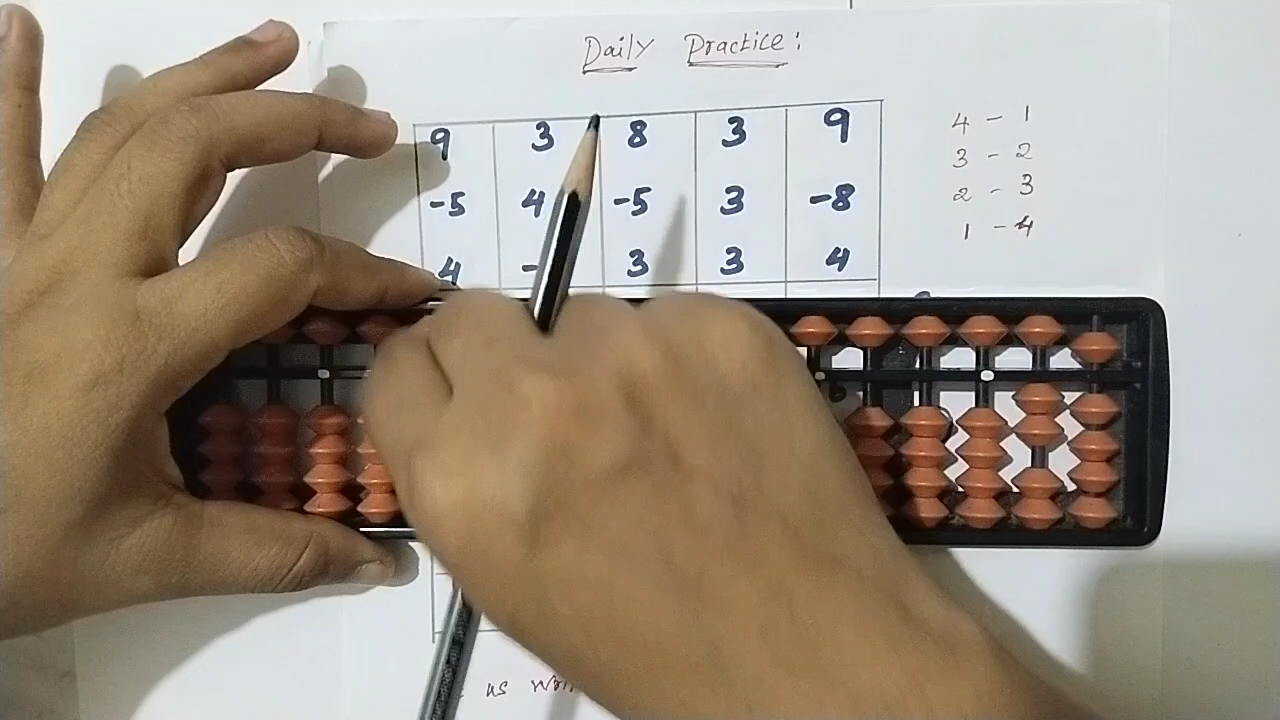 Daily Practice:
9 3 8 3 9 4 - 1
3 - 2
-5 4 -5 3 -8 2 - 3
1 - 4
4 - 3 3 4
us